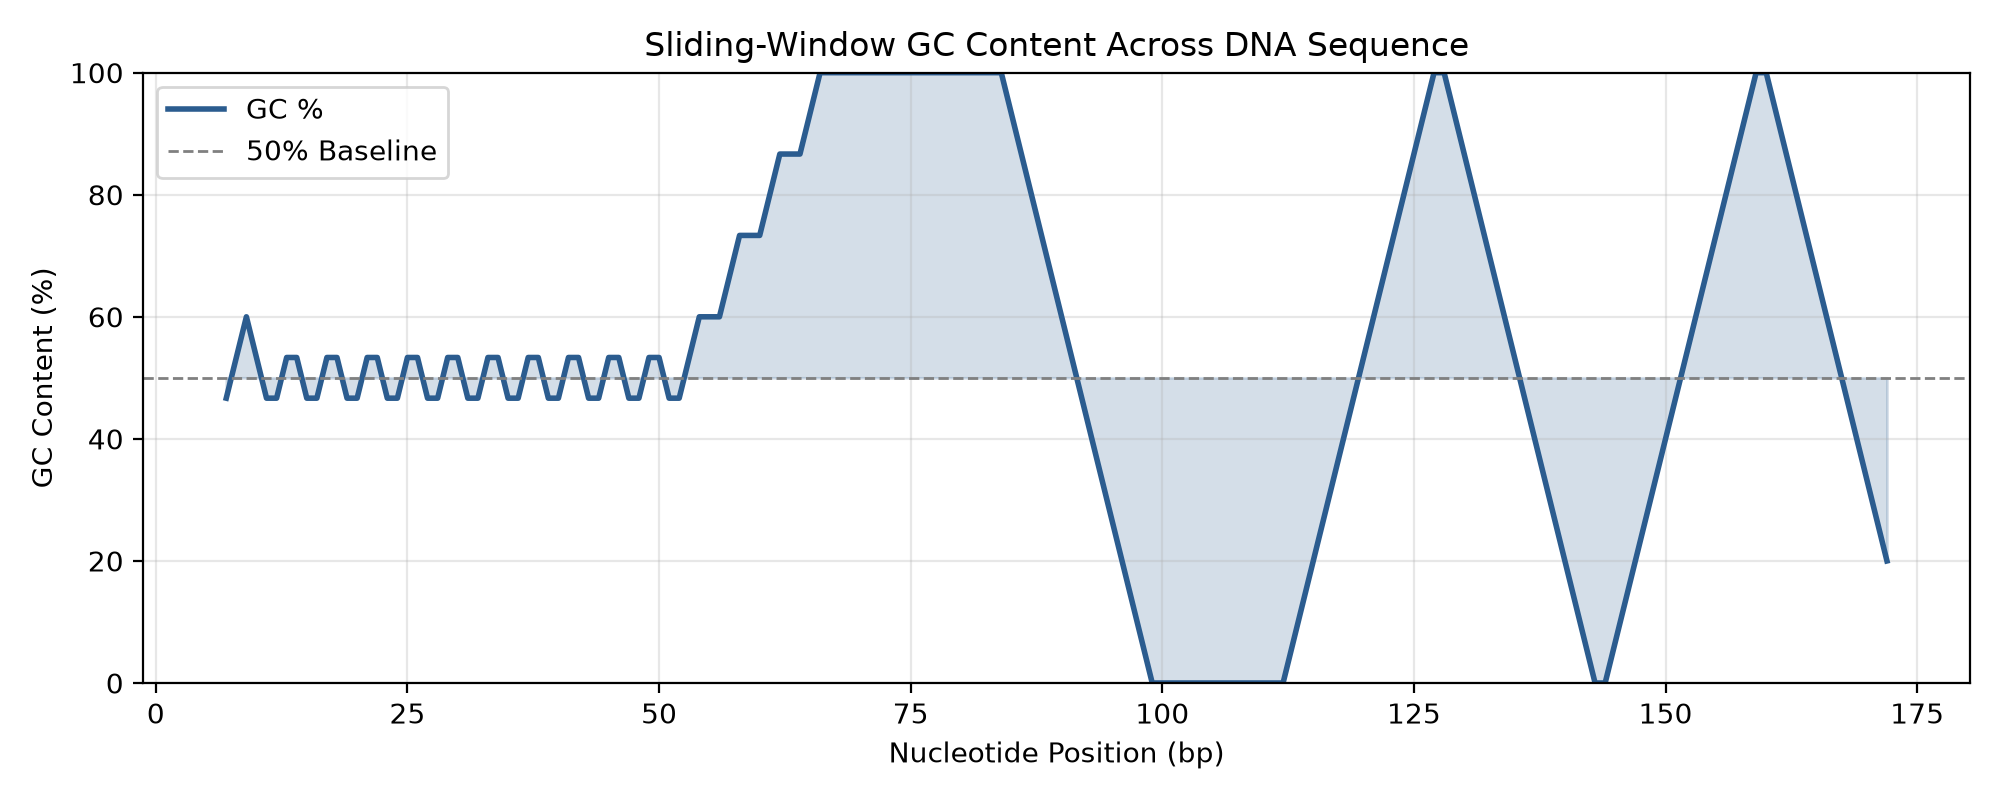 Sliding-Window GC Content Across DNA Sequence
GC %
50% Baseline
100
80
60
40
20
0
GC Content (%)
0 25 50 75 100 125 150 175
Nucleotide Position (bp)